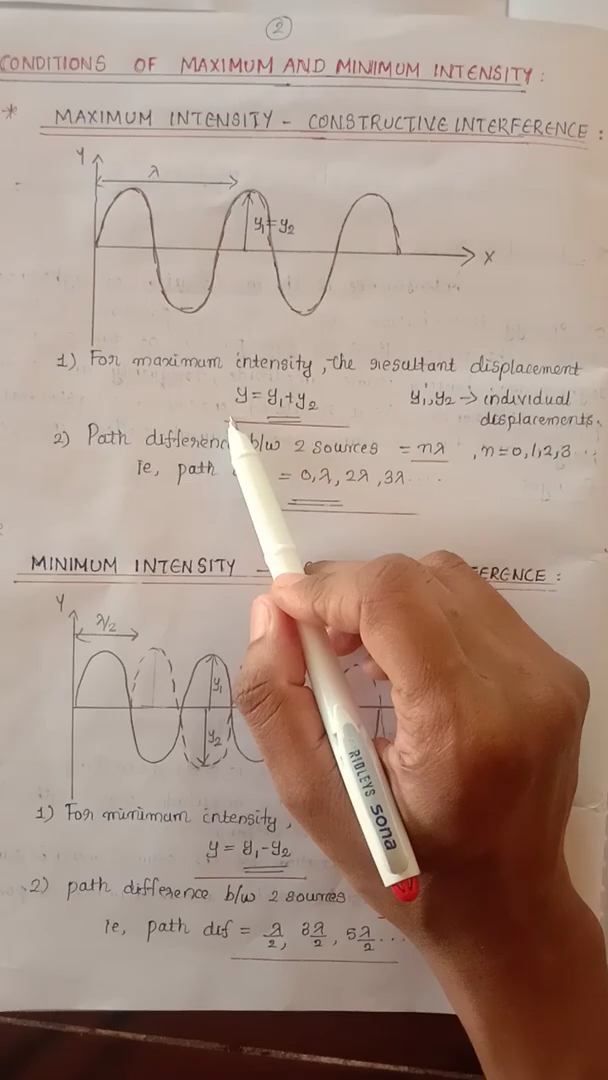 2
CONDITIONS OF MAXIMUM AND MINIMUM INTENSITY :
* MAXIMUM INTENSITY - CONSTRUCTIVE INTERFERENCE :
Y
λ
y₁=y₂
X
1) For maximum intensity, the resultant displacement
y = y₁+y₂ y₁,y₂ → individual
displacements.
2) Path difference b/w 2 sources = nλ , n=0,1,2,3...
Ie, path = 0,λ, 2λ ,3λ....
MINIMUM INTENSITY - ERENCE :
Y
λ/2
y₁
y₂
1) For minimum intensity,
y = y₁-y₂
2) path difference b/w 2 sources
Ie, path dif = λ/2, 3λ/2, 5λ/2...
RIDLEYS sona